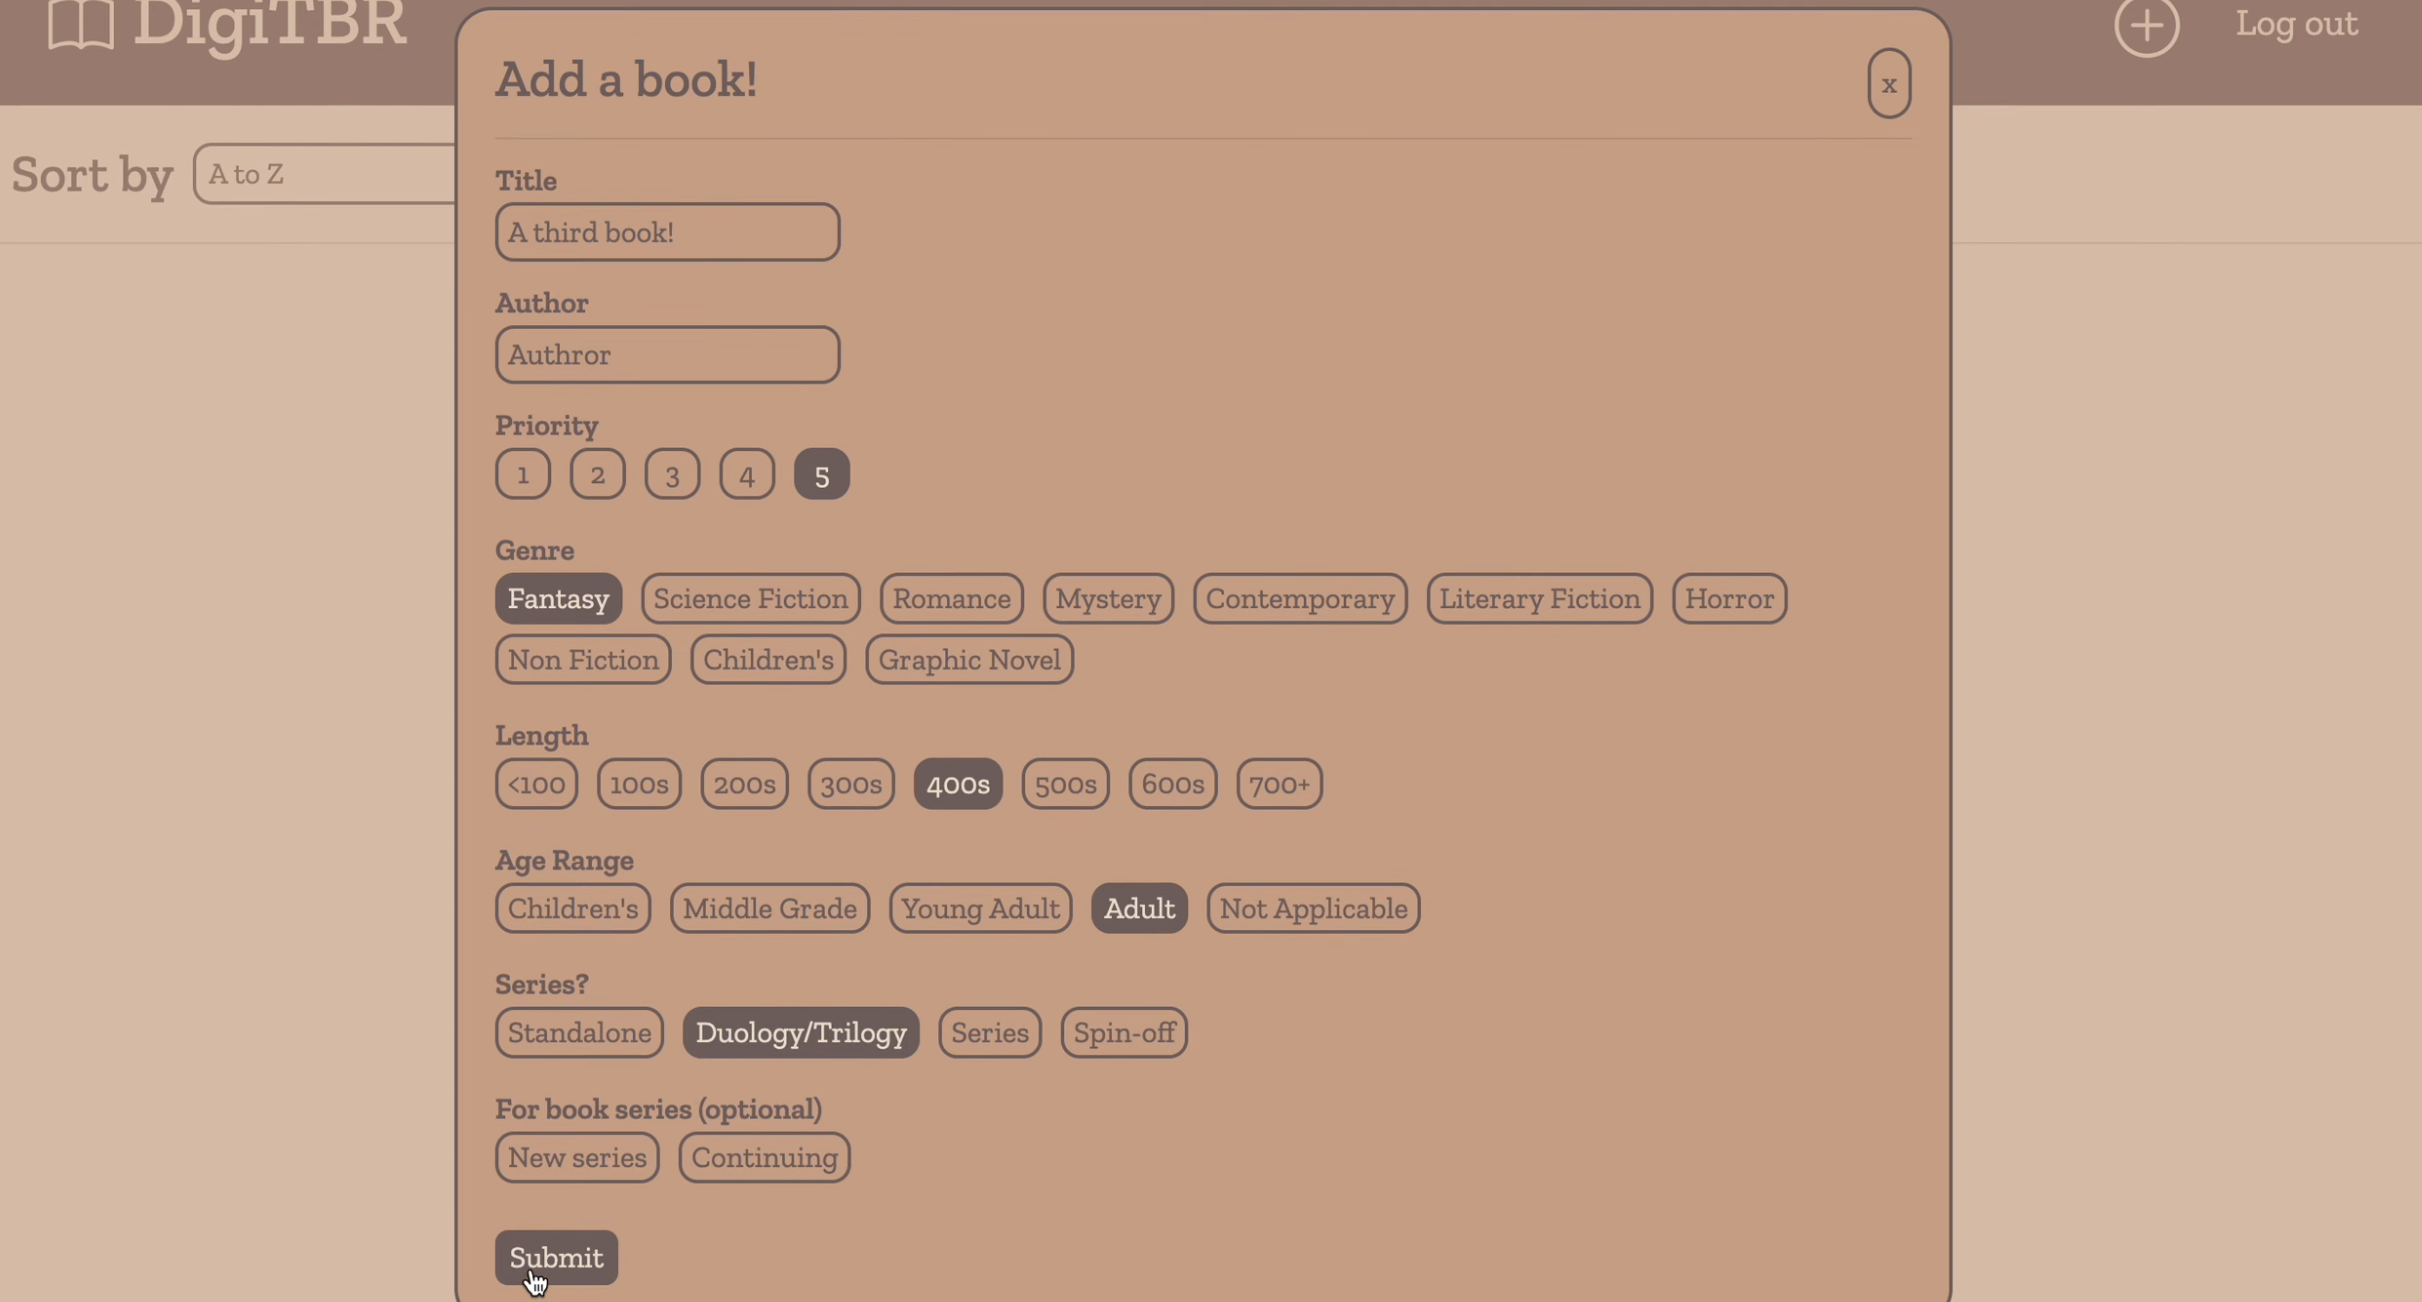 DigiTBR
Log out
Sort by A to Z
Add a book!
x
Title
A third book!
Author
Authror
Priority
1 2 3 4 5
Genre
Fantasy Science Fiction Romance Mystery Contemporary Literary Fiction Horror
Non Fiction Children's Graphic Novel
Length
<100 100s 200s 300s 400s 500s 600s 700+
Age Range
Children's Middle Grade Young Adult Adult Not Applicable
Series?
Standalone Duology/Trilogy Series Spin-off
For book series (optional)
New series Continuing
Submit